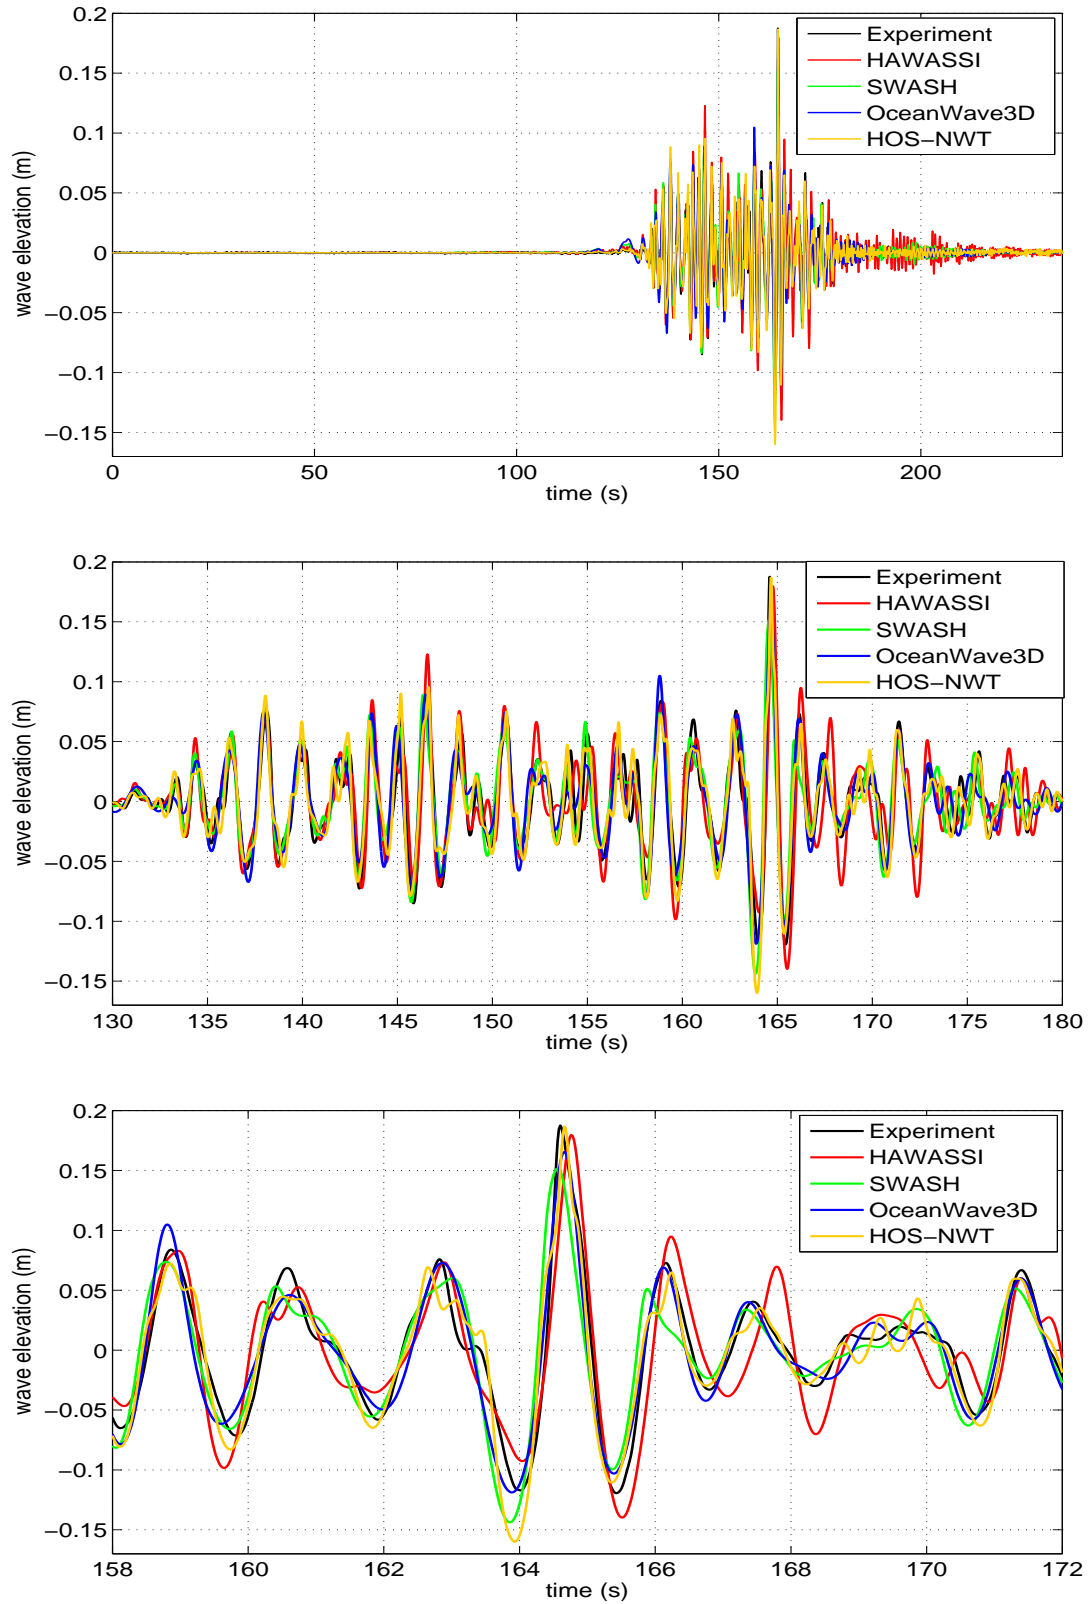 0.2
0.15
0.1
0.05
0
−0.05
−0.1
−0.15
wave elevation (m)
Experiment
HAWASSI
SWASH
OceanWave3D
HOS−NWT
0 50 100 150 200
time (s)
0.2
0.15
0.1
0.05
0
−0.05
−0.1
−0.15
wave elevation (m)
Experiment
HAWASSI
SWASH
OceanWave3D
HOS−NWT
130 135 140 145 150 155 160 165 170 175 180
time (s)
0.2
0.15
0.1
0.05
0
−0.05
−0.1
−0.15
wave elevation (m)
Experiment
HAWASSI
SWASH
OceanWave3D
HOS−NWT
158 160 162 164 166 168 170 172
time (s)